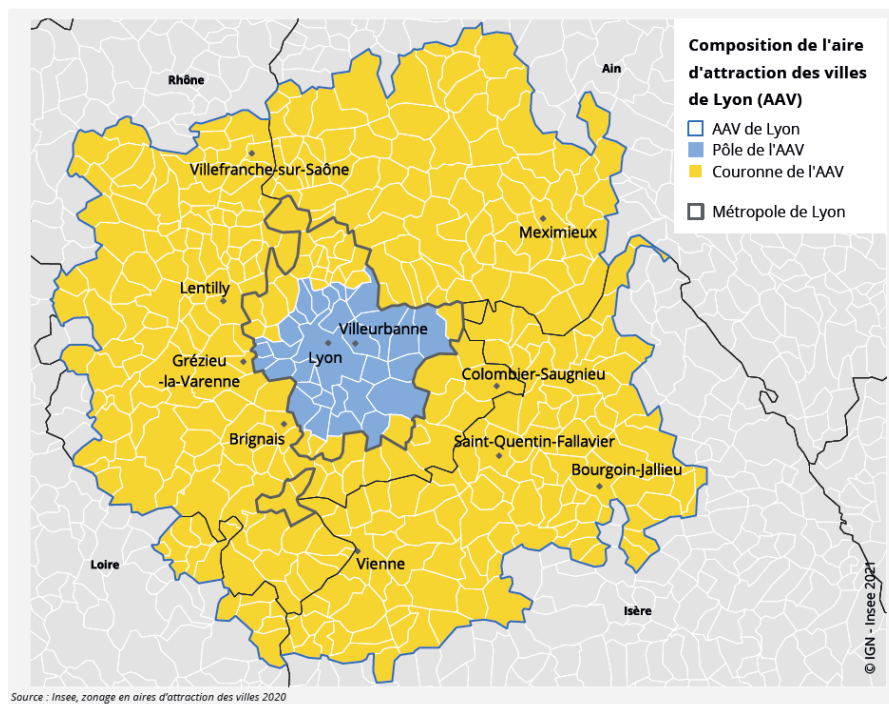 Composition de l'aire
d'attraction des villes
de Lyon (AAV)
AAV de Lyon
Pôle de l'AAV
Couronne de l'AAV
Métropole de Lyon
Rhône
Ain
Villefranche-sur-Saône
Meximieux
Lentilly
Villeurbanne
Lyon
Grézieu
-la-Varenne
Colombier-Saugnieu
Brignais
Saint-Quentin-Fallavier
Bourgoin-Jallieu
Vienne
Loire
Isère
© IGN - Insee 2021
Source : Insee, zonage en aires d'attraction des villes 2020